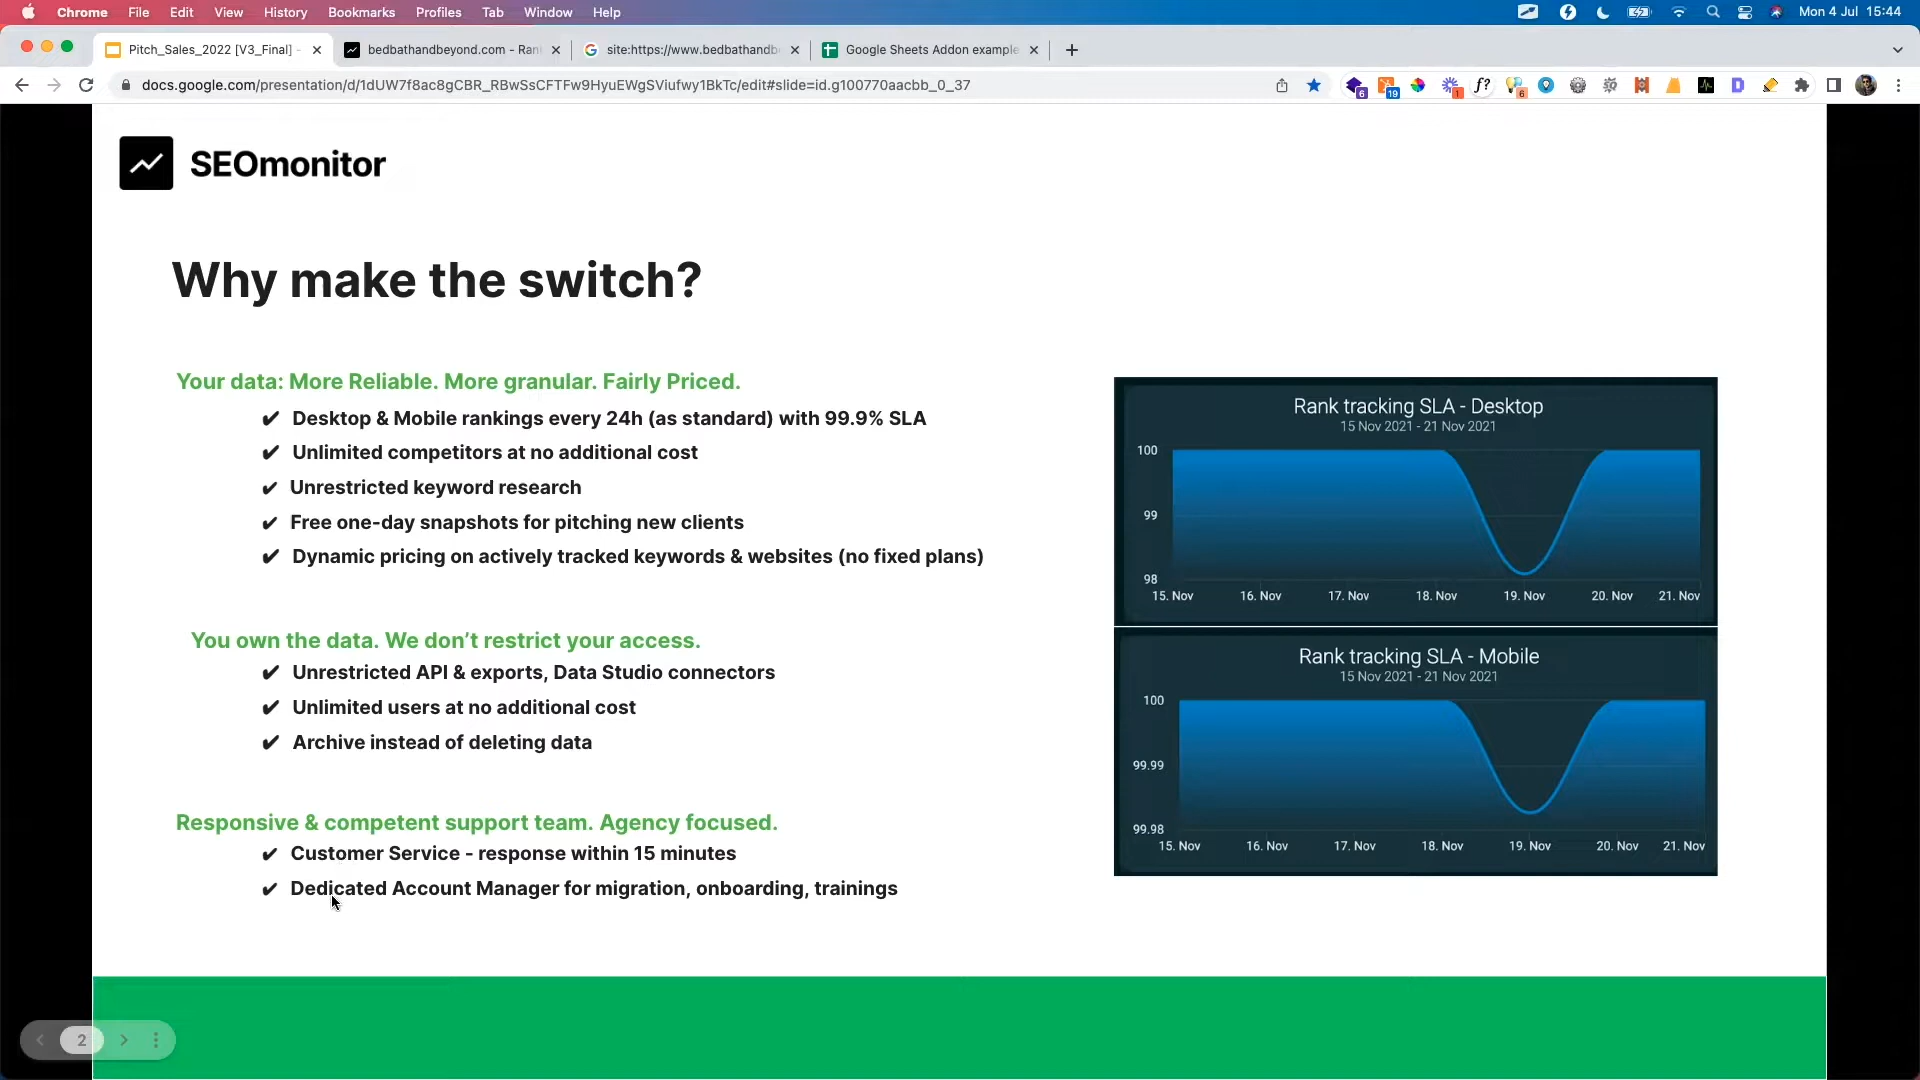 Chrome File Edit View History Bookmarks Profiles Tab Window Help Mon 4 Jul 15:44
Pitch_Sales_2022 [V3_Final] - bedbathandbeyond.com - Ran site:https://www.bedbathandb Google Sheets Addon example
docs.google.com/presentation/d/1dUW7f8ac8gCBR_RBwSsCFTFw9HyuEWgSViufwy1BkTc/edit#slide=id.g100770aacbb_0_37
6 19 1 f? 6
SEOmonitor
Why make the switch?
Your data: More Reliable. More granular. Fairly Priced.
✔ Desktop & Mobile rankings every 24h (as standard) with 99.9% SLA
✔ Unlimited competitors at no additional cost
✔ Unrestricted keyword research
✔ Free one-day snapshots for pitching new clients
✔ Dynamic pricing on actively tracked keywords & websites (no fixed plans)
You own the data. We don’t restrict your access.
✔ Unrestricted API & exports, Data Studio connectors
✔ Unlimited users at no additional cost
✔ Archive instead of deleting data
Responsive & competent support team. Agency focused.
✔ Customer Service - response within 15 minutes
✔ Dedicated Account Manager for migration, onboarding, trainings
Rank tracking SLA - Desktop
15 Nov 2021 - 21 Nov 2021
100
99
98
15. Nov 16. Nov 17. Nov 18. Nov 19. Nov 20. Nov 21. Nov
Rank tracking SLA - Mobile
15 Nov 2021 - 21 Nov 2021
100
99.99
99.98
15. Nov 16. Nov 17. Nov 18. Nov 19. Nov 20. Nov 21. Nov
2